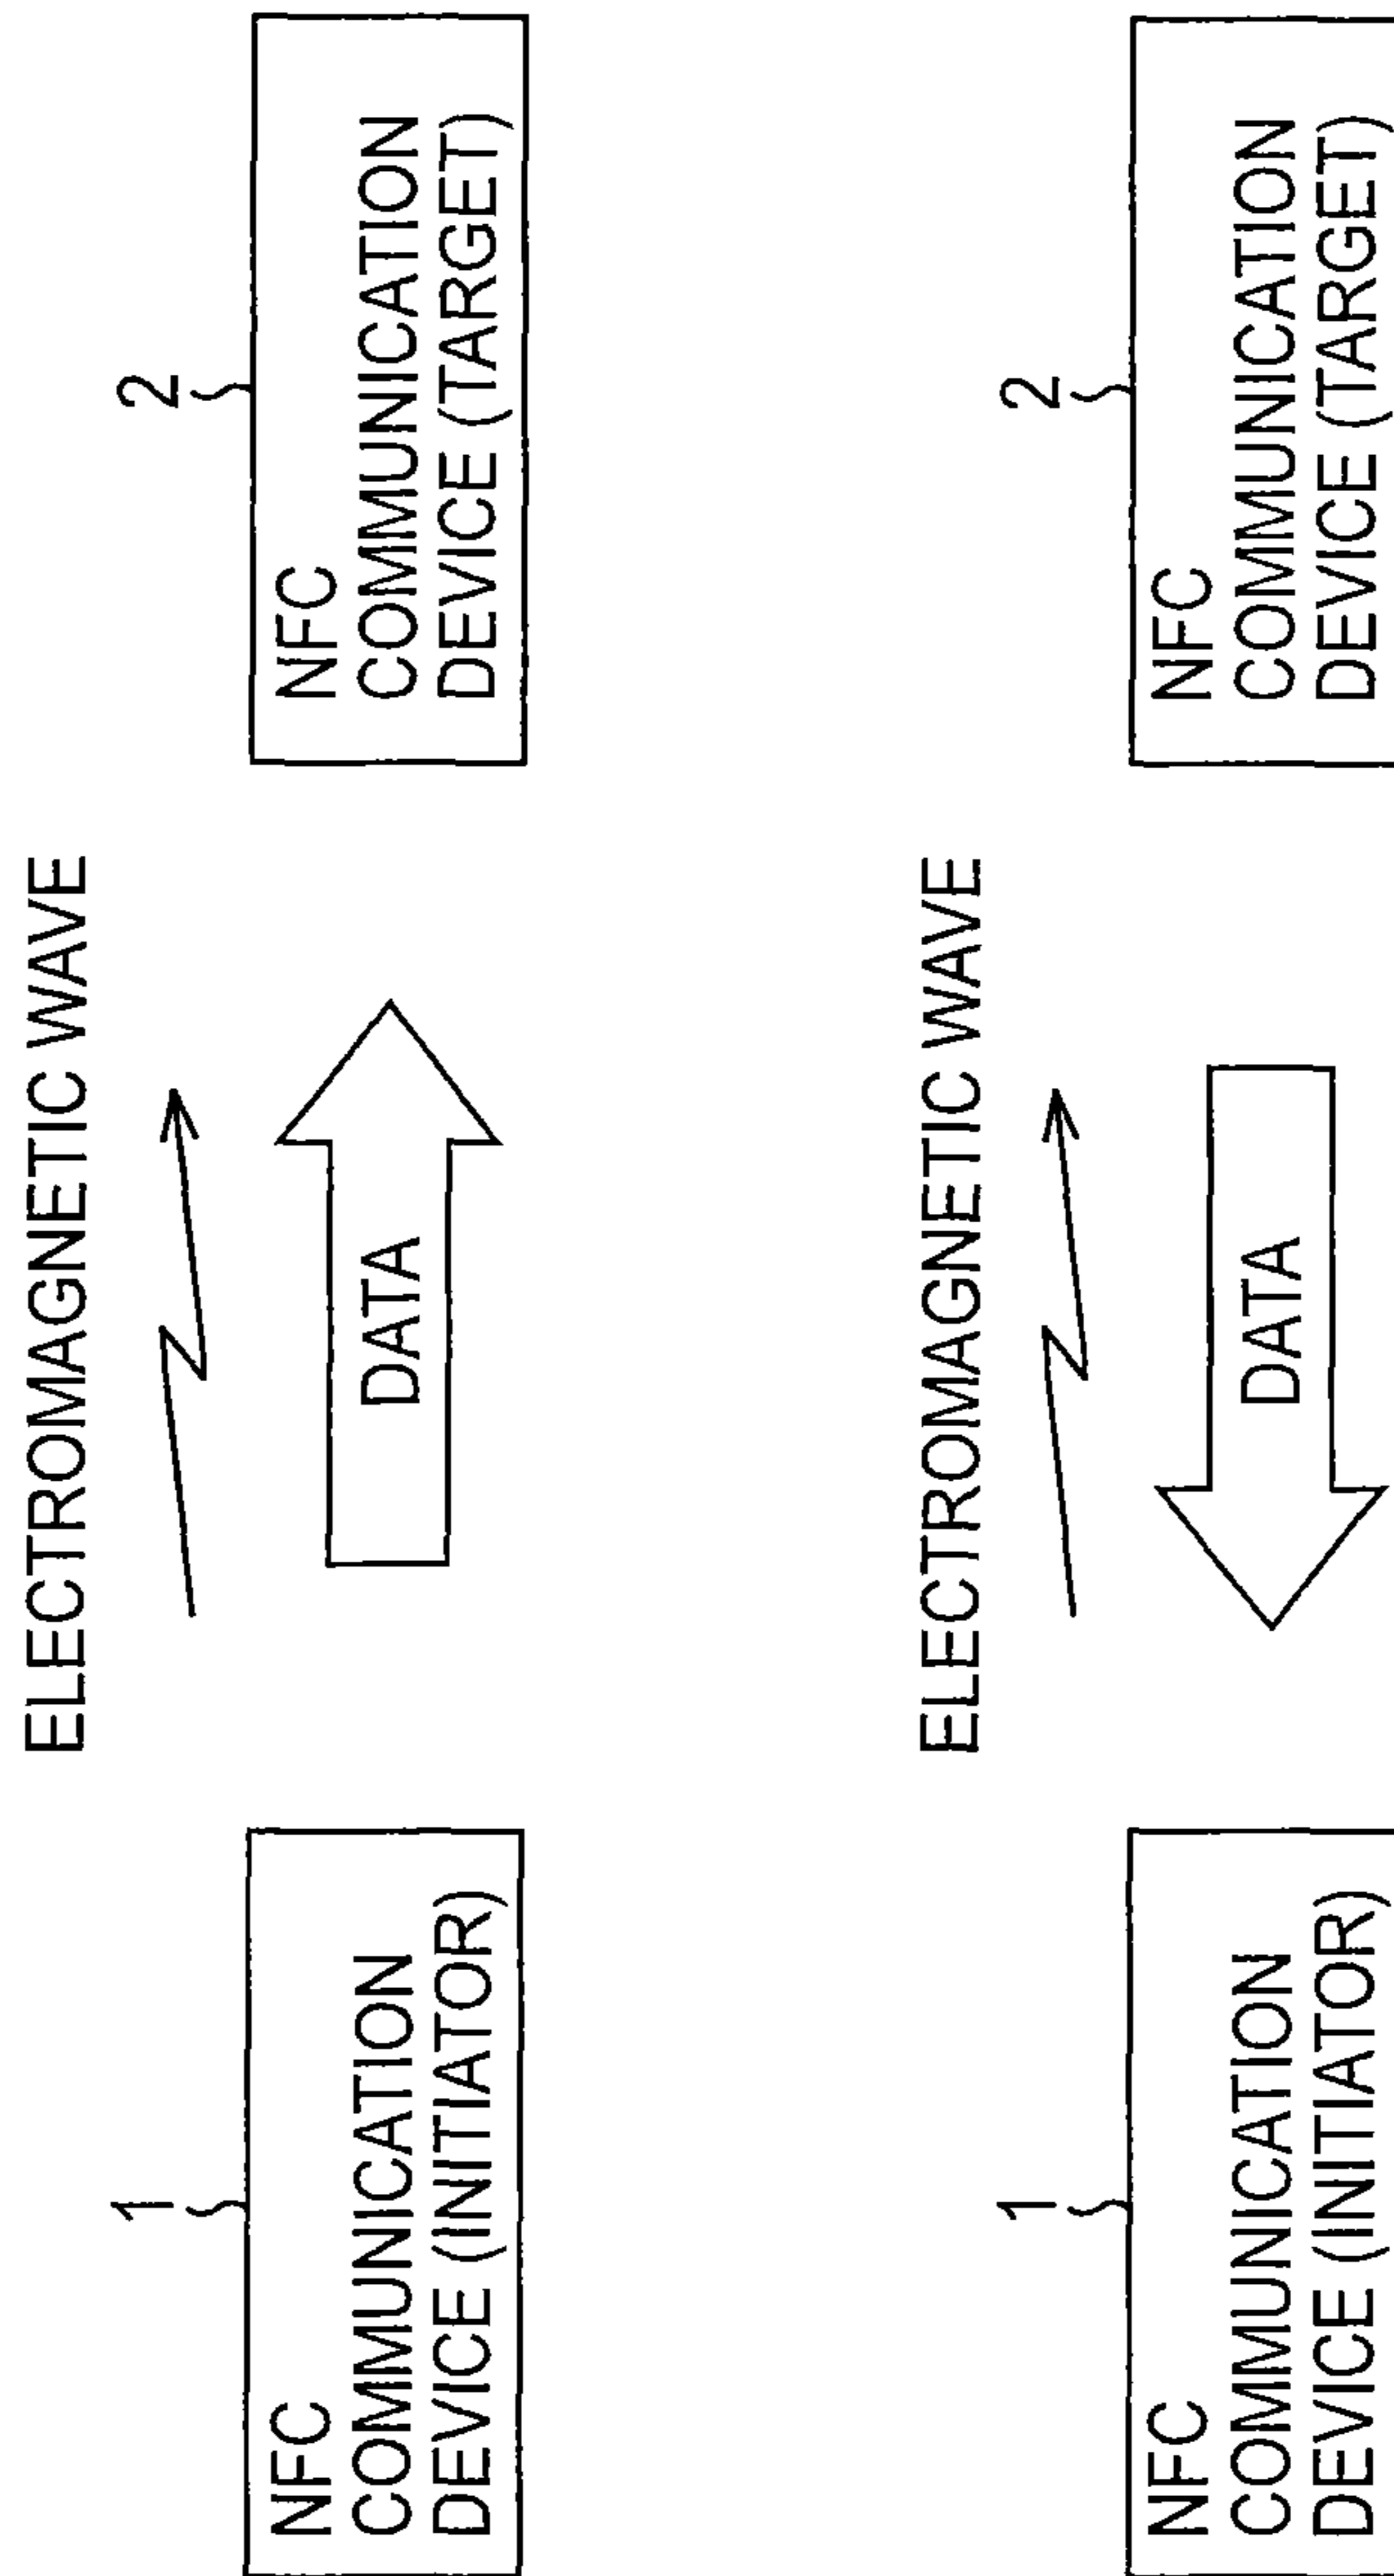 ELECTROMAGNETIC WAVE
1
2
NFC
COMMUNICATION
DEVICE (INITIATOR)
DATA
NFC
COMMUNICATION
DEVICE (TARGET)
ELECTROMAGNETIC WAVE
1
2
NFC
COMMUNICATION
DEVICE (INITIATOR)
DATA
NFC
COMMUNICATION
DEVICE (TARGET)